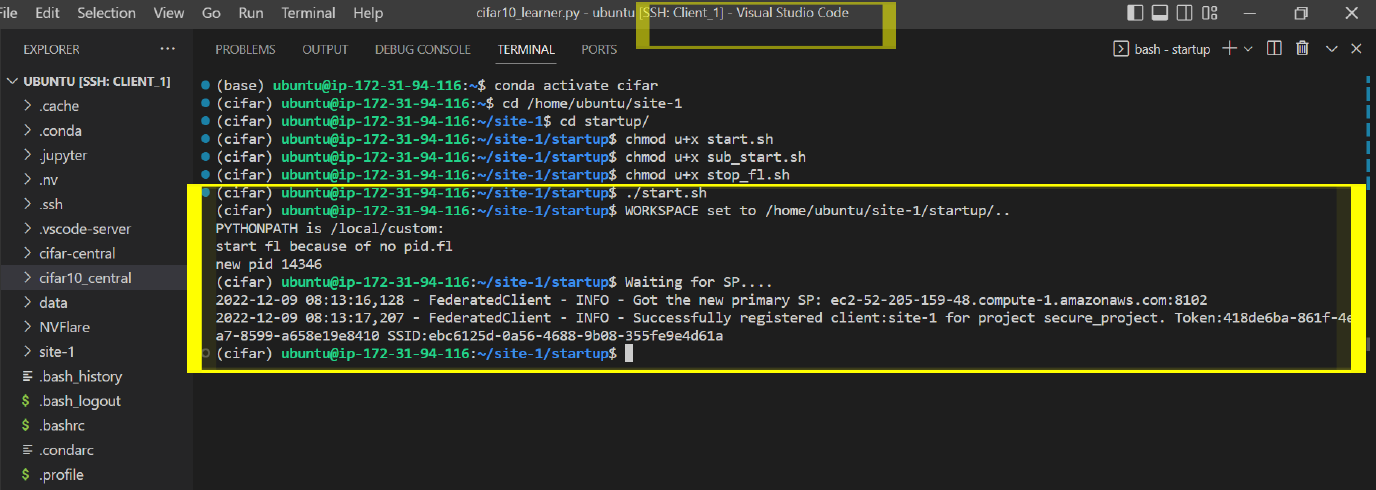 File Edit Selection View Go Run Terminal Help cifar10_learner.py - ubuntu [SSH: Client_1] - Visual Studio Code
EXPLORER ... PROBLEMS OUTPUT DEBUG CONSOLE TERMINAL PORTS bash - startup
UBUNTU [SSH: CLIENT_1]
.cache
.conda
.jupyter
.nv
.ssh
.vscode-server
cifar-central
cifar10_central
data
NVFlare
site-1
.bash_history
$ .bash_logout
$ .bashrc
.condarc
$ .profile
(base) ubuntu@ip-172-31-94-116:~$ conda activate cifar
(cifar) ubuntu@ip-172-31-94-116:~$ cd /home/ubuntu/site-1
(cifar) ubuntu@ip-172-31-94-116:~/site-1$ cd startup/
(cifar) ubuntu@ip-172-31-94-116:~/site-1/startup$ chmod u+x start.sh
(cifar) ubuntu@ip-172-31-94-116:~/site-1/startup$ chmod u+x sub_start.sh
(cifar) ubuntu@ip-172-31-94-116:~/site-1/startup$ chmod u+x stop_fl.sh
(cifar) ubuntu@ip-172-31-94-116:~/site-1/startup$ ./start.sh
(cifar) ubuntu@ip-172-31-94-116:~/site-1/startup$ WORKSPACE set to /home/ubuntu/site-1/startup/..
PYTHONPATH is /local/custom:
start fl because of no pid.fl
new pid 14346
(cifar) ubuntu@ip-172-31-94-116:~/site-1/startup$ Waiting for SP....
2022-12-09 08:13:16,128 - FederatedClient - INFO - Got the new primary SP: ec2-52-205-159-48.compute-1.amazonaws.com:8102
2022-12-09 08:13:17,207 - FederatedClient - INFO - Successfully registered client:site-1 for project secure_project. Token:418de6ba-861f-4e
a7-8599-a658e19e8410 SSID:ebc6125d-0a56-4688-9b08-355fe9e4d61a
(cifar) ubuntu@ip-172-31-94-116:~/site-1/startup$